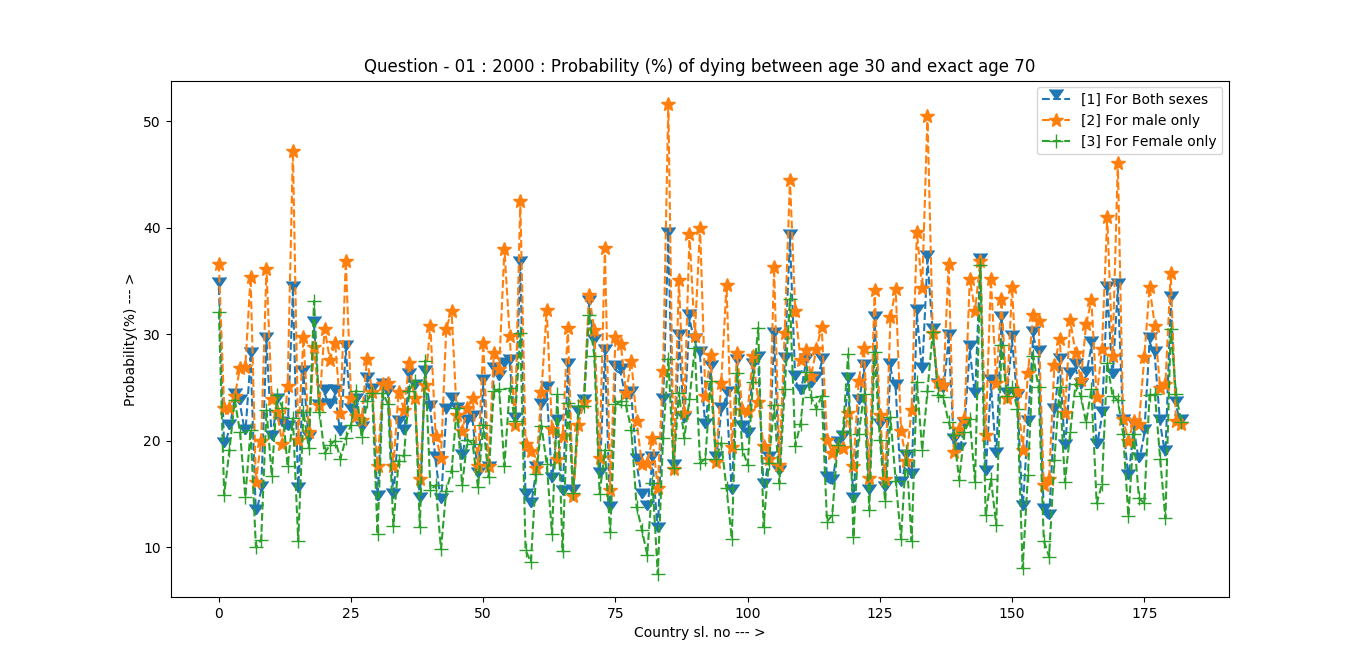 Question - 01 : 2000 : Probability (%) of dying between age 30 and exact age 70
[1] For Both sexes
[2] For male only
[3] For Female only
Probability(%) --- >
50
40
30
20
10
0 25 50 75 100 125 150 175
Country sl. no --- >